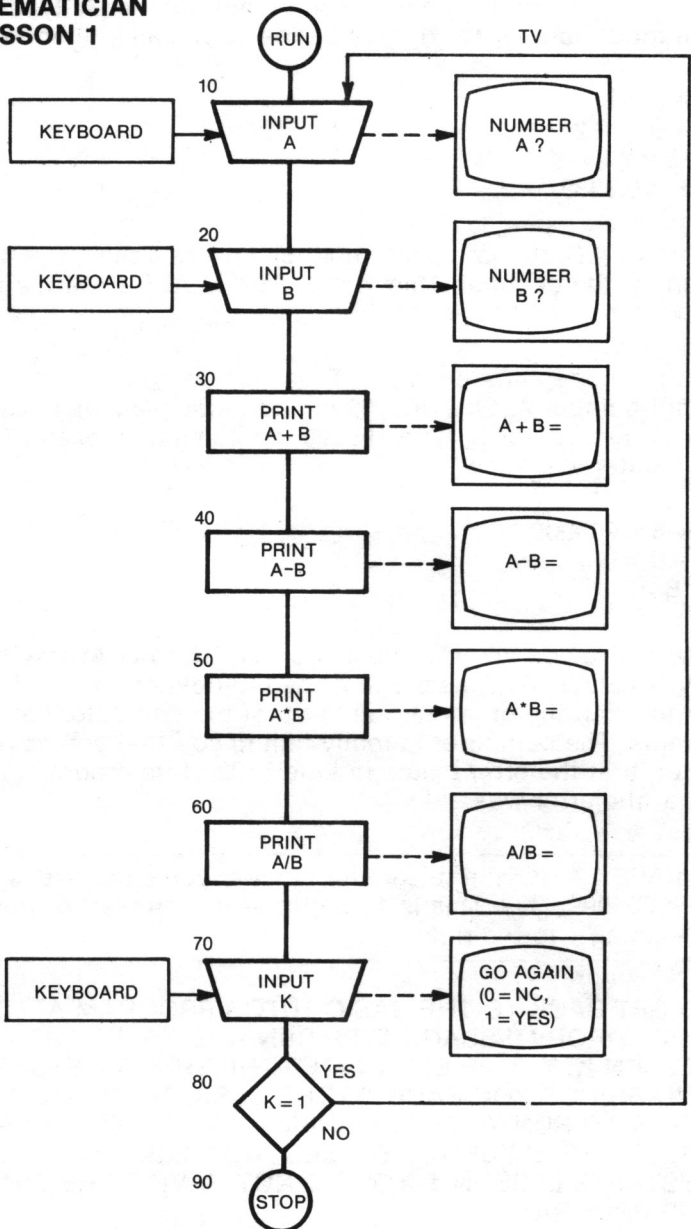 EMATICIAN
SSON 1
RUN
TV
10
KEYBOARD
INPUT
A
NUMBER
A ?
20
KEYBOARD
INPUT
B
NUMBER
B ?
30
PRINT
A + B
A + B =
40
PRINT
A-B
A-B =
50
PRINT
A*B
A*B =
60
PRINT
A/B
A/B =
70
KEYBOARD
INPUT
K
GO AGAIN
(0 = NC,
1 = YES)
80
K = 1
YES
NO
90
STOP